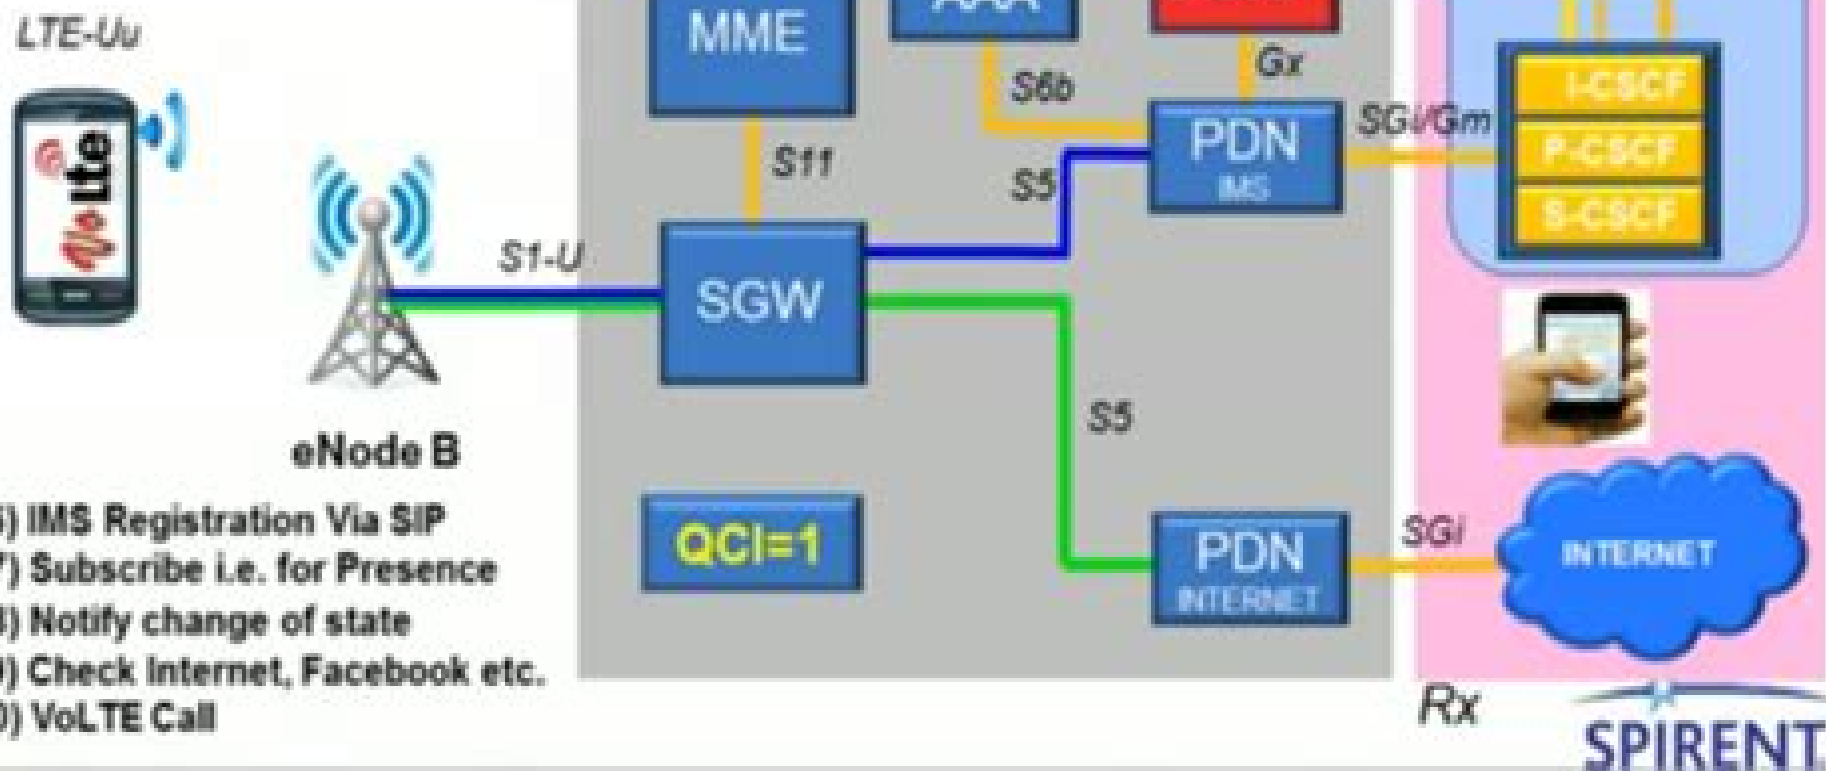 LTE-Uu
MME
Gx
S6b
I-CSCF
SGi/Gm
PDN
P-CSCF
S11
S5
IMS
S-CSCF
VoLTE
S1-U
SGW
S5
eNode B
) IMS Registration Via SIP
QCI=1
SGi
PDN
INTERNET
) Subscribe i.e. for Presence
INTERNET
) Notify change of state
) Check Internet, Facebook etc.
) VoLTE Call
Rx
SPIRENT